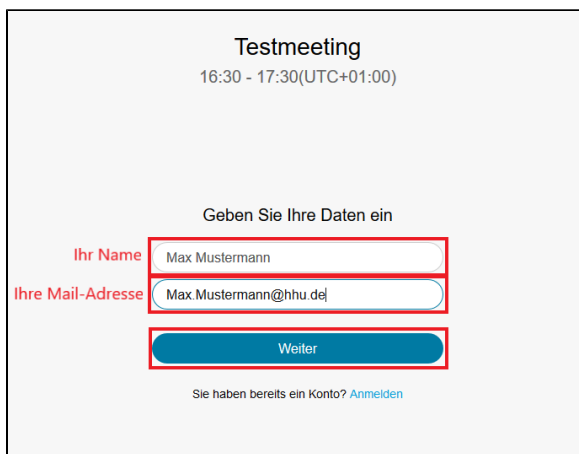 Testmeeting
16:30 - 17:30(UTC+01:00)
Geben Sie Ihre Daten ein
Ihr Name
Max Mustermann
Ihre Mail-Adresse
Max.Mustermann@hhu.de
Weiter
Sie haben bereits ein Konto? Anmelden